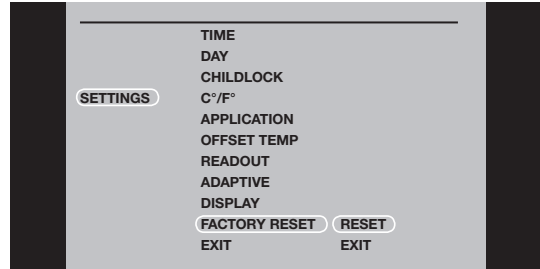 TIME
DAY
CHILDLOCK
SETTINGS C°/F°
APPLICATION
OFFSET TEMP
READOUT
ADAPTIVE
DISPLAY
FACTORY RESET RESET
EXIT EXIT